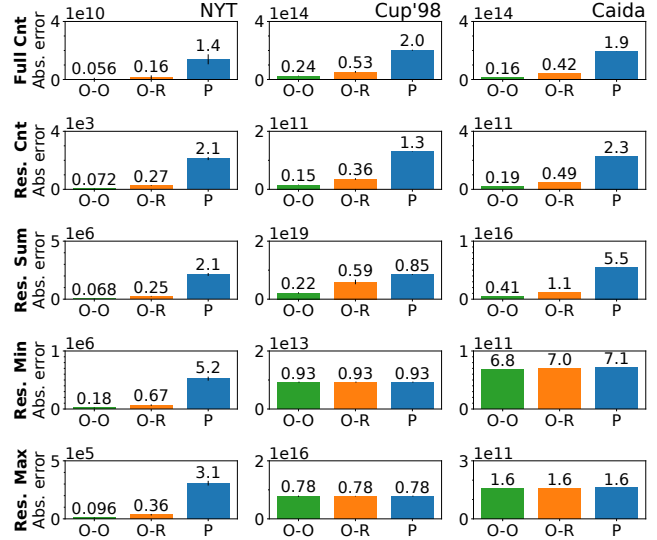 1e10 NYT 1e14 Cup'98 1e14 Caida
Full Cnt
Abs. error
4 0.056 0.16 1.4 4 0.24 0.53 2.0 4 0.16 0.42 1.9
0 0 0
O-O O-R P O-O O-R P O-O O-R P
1e3 1e11 1e11
Res. Cnt
Abs error
4 0.072 0.27 2.1 2 0.15 0.36 1.3 4 0.19 0.49 2.3
0 0 0
O-O O-R P O-O O-R P O-O O-R P
1e6 1e19 1e16
Res. Sum
Abs. error
5 0.068 0.25 2.1 2 0.22 0.59 0.85 1 0.41 1.1 5.5
0 0 0
O-O O-R P O-O O-R P O-O O-R P
1e6 1e13 1e11
Res. Min
Abs. error
1 0.18 0.67 5.2 2 0.93 0.93 0.93 1 6.8 7.0 7.1
0 0 0
O-O O-R P O-O O-R P O-O O-R P
1e5 1e16 1e11
Res. Max
Abs. error
5 0.096 0.36 3.1 2 0.78 0.78 0.78 3 1.6 1.6 1.6
0 0 0
O-O O-R P O-O O-R P O-O O-R P